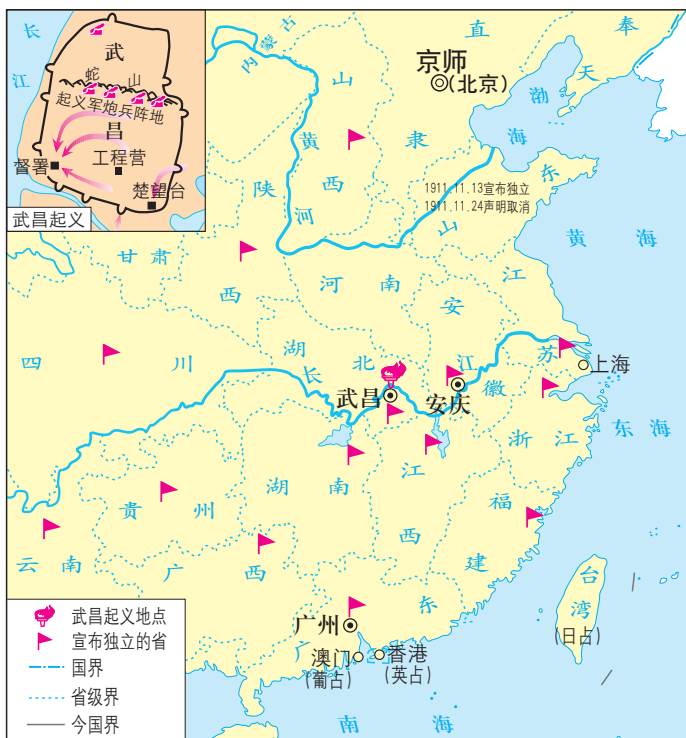 长江
武昌
蛇山
起义军炮兵阵地
督署
工程营
楚望台
武昌起义
内蒙古
直隶
奉天
京师
(北京)
渤海
山西
黄河
陕西
山东
1911.11.13宣布独立
1911.11.24声明取消
黄海
甘肃
河南
江苏
安徽
四川
湖北
长江
武昌
安庆
上海
浙江
东海
贵州
湖南
江西
福建
云南
广西
广东
广州
台湾
(日占)
澳门
(葡占)
香港
(英占)
南海
武昌起义地点
宣布独立的省
国界
省级界
今国界